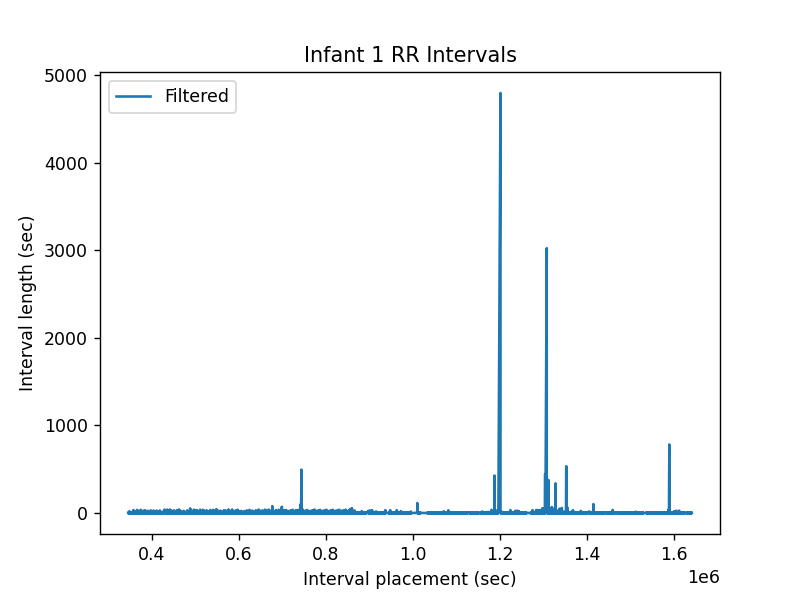 Infant 1 RR Intervals
Filtered
5000
4000
3000
2000
1000
0
Interval length (sec)
0.4 0.6 0.8 1.0 1.2 1.4 1.6
1e6
Interval placement (sec)